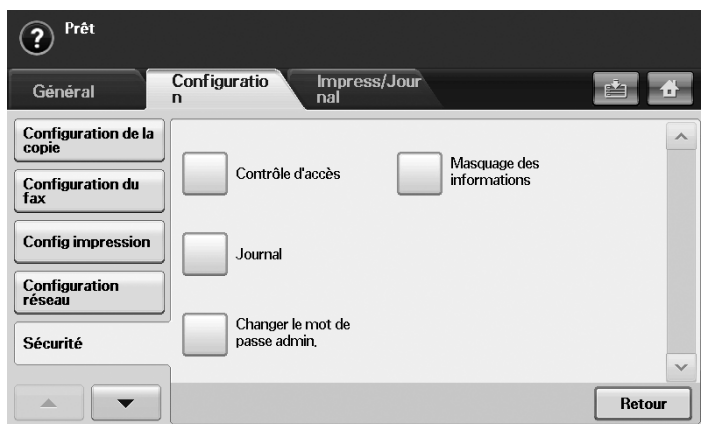 ?
Prêt
Général
Configuratio
n
Impress/Jour
nal
Configuration de la
copie
Configuration du
fax
Config impression
Configuration
réseau
Sécurité
Contrôle d'accès
Masquage des
informations
Journal
Changer le mot de
passe admin.
Retour